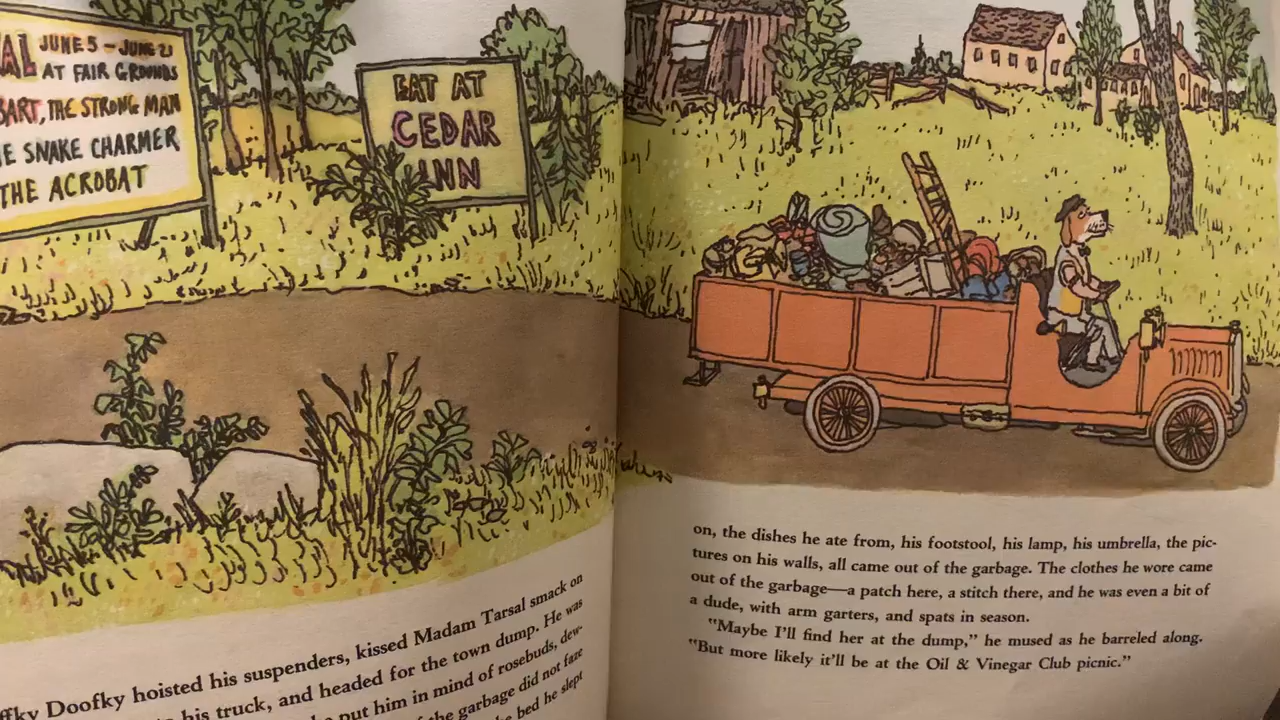 AL JUNE 5 - JUNE 21
AT FAIR GROUNDS
BART, THE STRONG MAN
E SNAKE CHARMER
THE ACROBAT
EAT AT
CEDAR
INN
ffky Doofky hoisted his suspenders, kissed Madam Tarsal smack on
his truck, and headed for the town dump. He was
put him in mind of rosebuds, dew-
the garbage did not faze
bed he slept
on, the dishes he ate from, his footstool, his lamp, his umbrella, the pic-
tures on his walls, all came out of the garbage. The clothes he wore came
out of the garbage—a patch here, a stitch there, and he was even a bit of
a dude, with arm garters, and spats in season.
"Maybe I'll find her at the dump," he mused as he barreled along.
"But more likely it'll be at the Oil & Vinegar Club picnic."